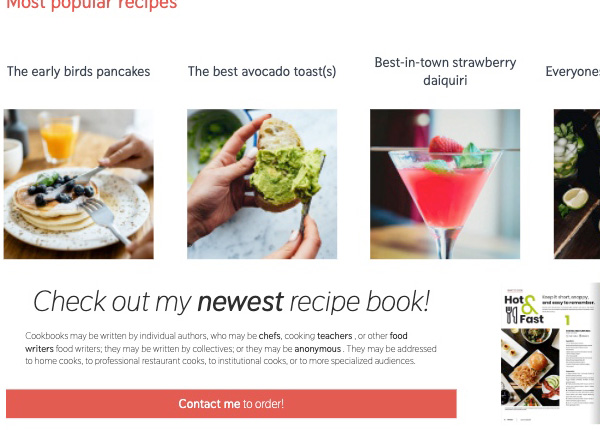 Most popular recipes
The early birds pancakes
The best avocado toast(s)
Best-in-town strawberry
daiquiri
Everyone
Check out my newest recipe book!
Cookbooks may be written by individual authors, who may be chefs, cooking teachers , or other food
writers food writers; they may be written by collectives; or they may be anonymous . They may be addressed
to home cooks, to professional restaurant cooks, to institutional cooks, or to more specialized audiences.
Hot&
Fast
Keep it short, snappy,
and easy to remember.
1
Contact me to order!